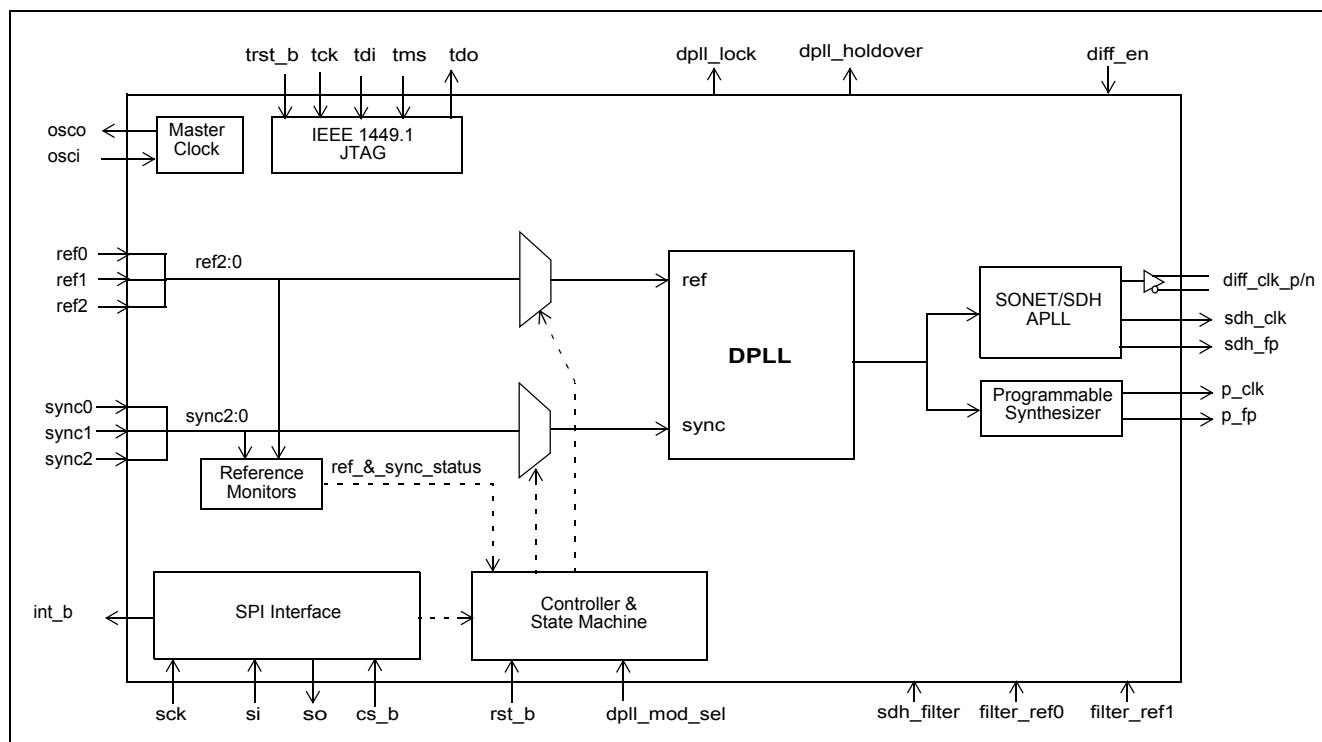 trst_b tck tdi tms tdo dpll_lock dpll_holdover diff_en
osco
osci
Master
Clock
IEEE 1449.1
JTAG
ref0
ref1
ref2
ref2:0
ref
DPLL
sync
SONET/SDH
APLL
diff_clk_p/n
sdh_clk
sdh_fp
Programmable
Synthesizer
p_clk
p_fp
sync0
sync1
sync2
sync2:0
Reference
Monitors
ref_&_sync_status
int_b
SPI Interface
Controller &
State Machine
sck si so cs_b rst_b dpll_mod_sel sdh_filter filter_ref0 filter_ref1